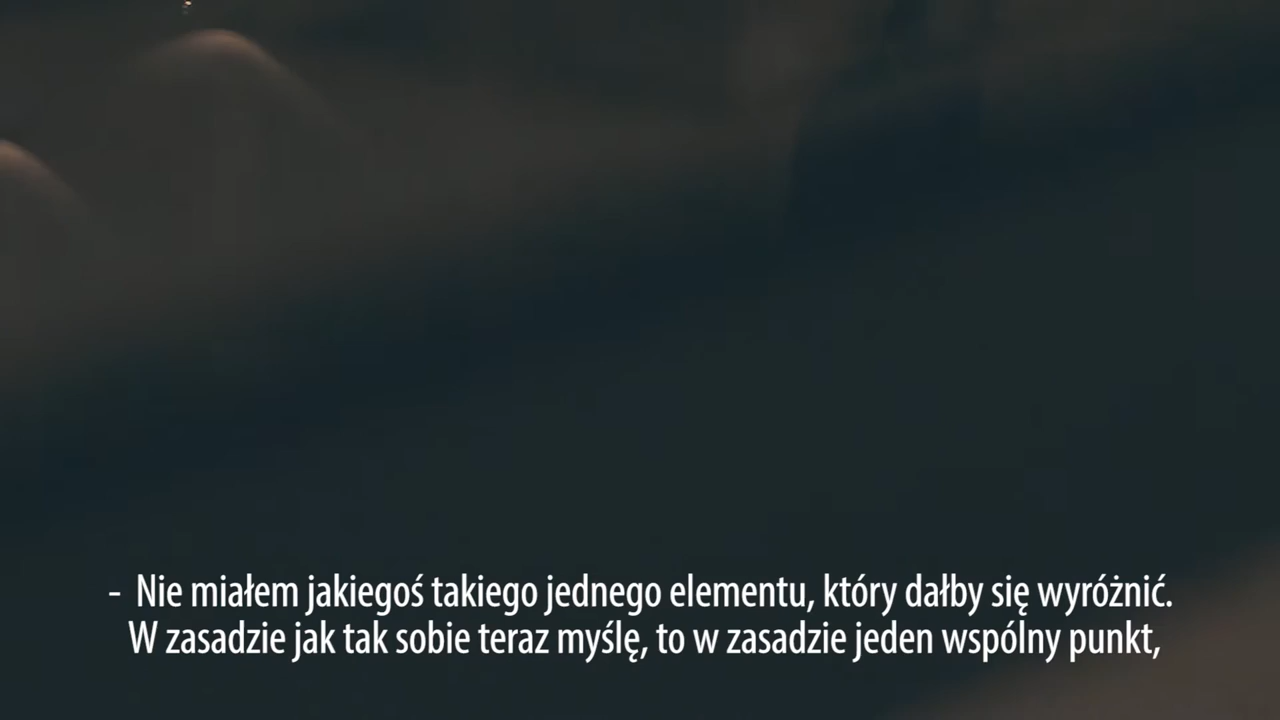 - Nie miałem jakiegoś takiego jednego elementu, który dałby się wyróżnić.
W zasadzie jak tak sobie teraz myślę, to w zasadzie jeden wspólny punkt,